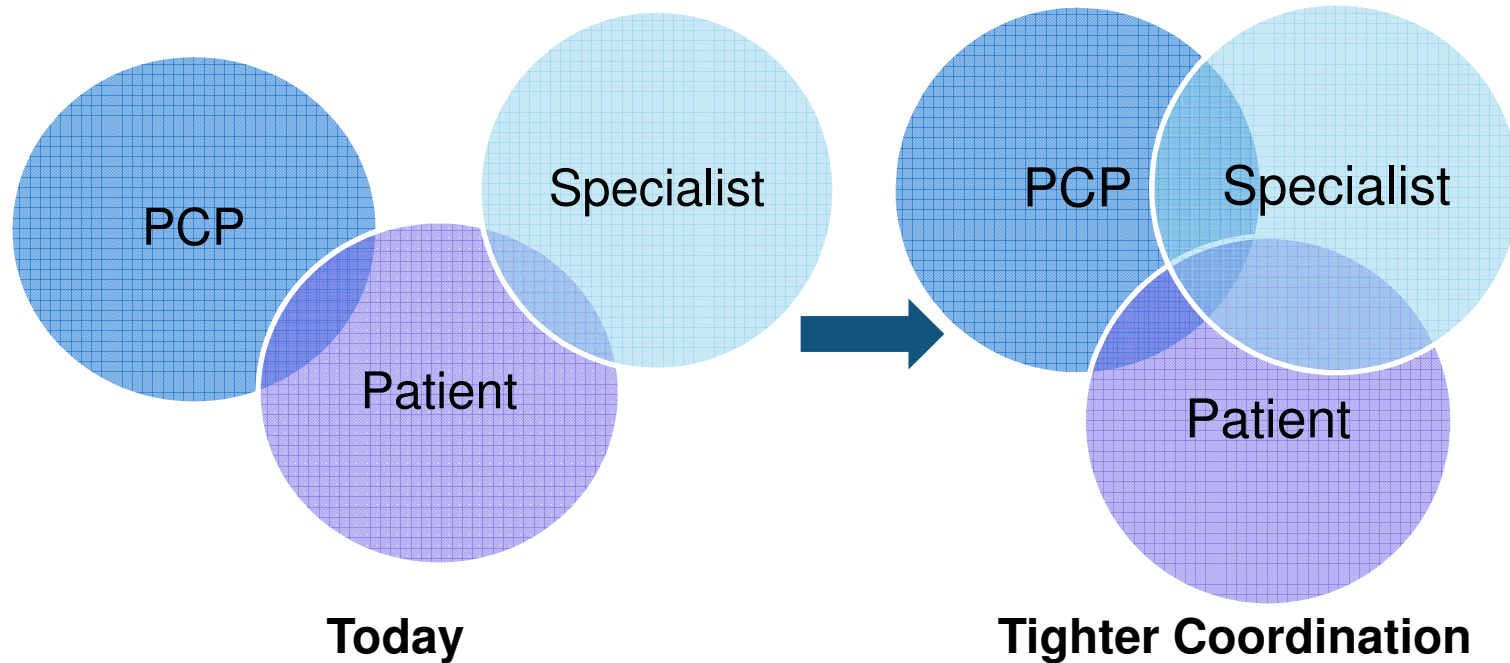 PCP
Specialist
Patient
Today
PCP
Specialist
Patient
Tighter Coordination